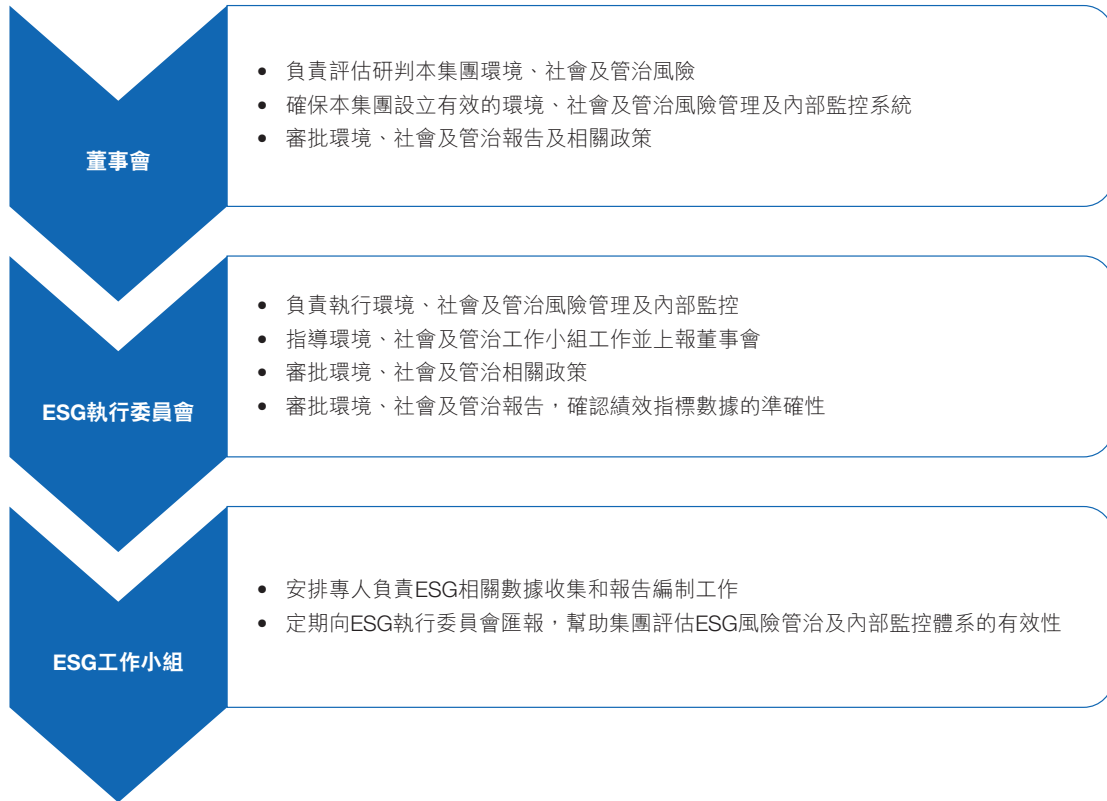 董事會
• 負責評估研判本集團環境、社會及管治風險
• 確保本集團設立有效的環境、社會及管治風險管理及內部監控系統
• 審批環境、社會及管治報告及相關政策
ESG執行委員會
• 負責執行環境、社會及管治風險管理及內部監控
• 指導環境、社會及管治工作小組工作並上報董事會
• 審批環境、社會及管治相關政策
• 審批環境、社會及管治報告，確認績效指標數據的準確性
ESG工作小組
• 安排專人負責ESG相關數據收集和報告編制工作
• 定期向ESG執行委員會匯報，幫助集團評估ESG風險管治及內部監控體系的有效性